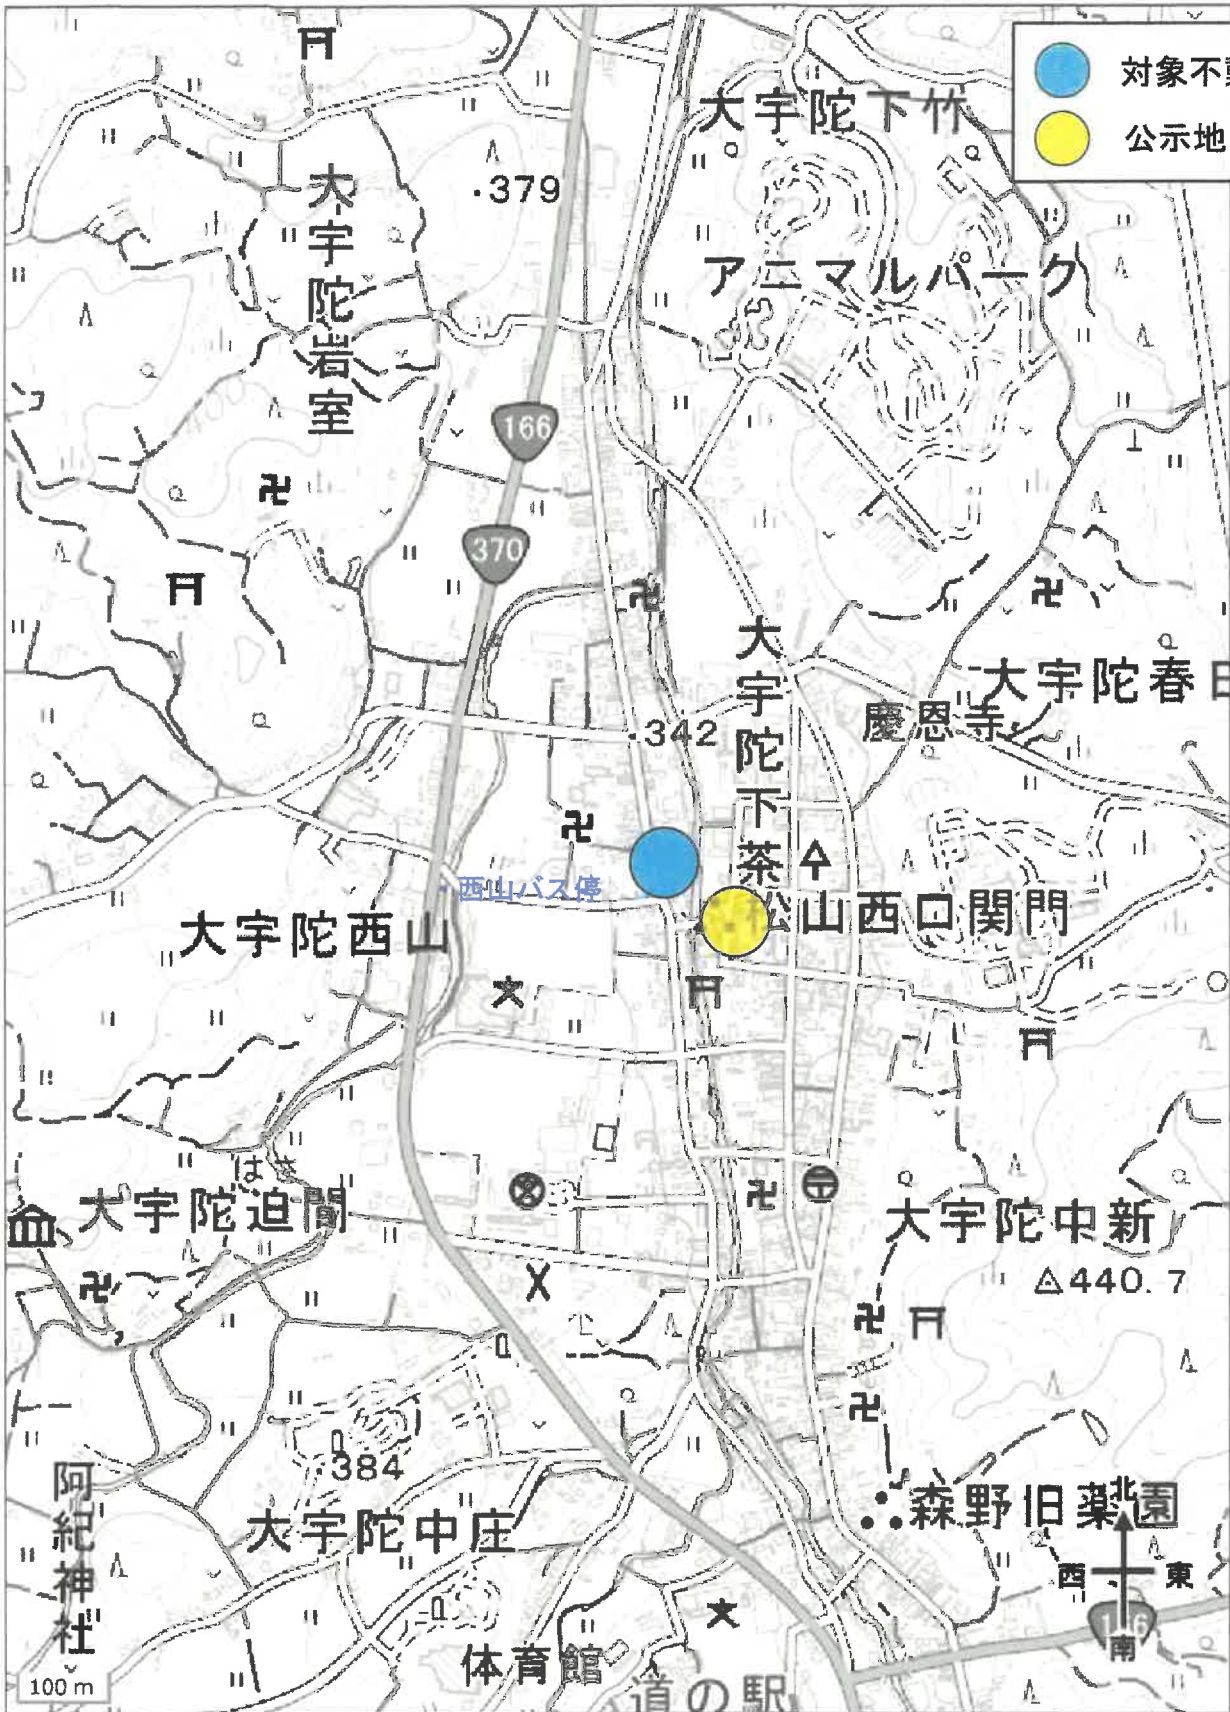 対象不
公示地
大宇陀下竹
・379
大宇陀岩室
アニマルパーク
166
370
大宇陀春日
慶恩寺
大宇陀下茶
・342
西山バス停
松山西口関門
大宇陀西山
はさ
大宇陀迫間
大宇陀中新
440.7
384
大宇陀中庄
森野旧薬園
北
西
東
南
阿紀神社
体育館
道の駅
100 m